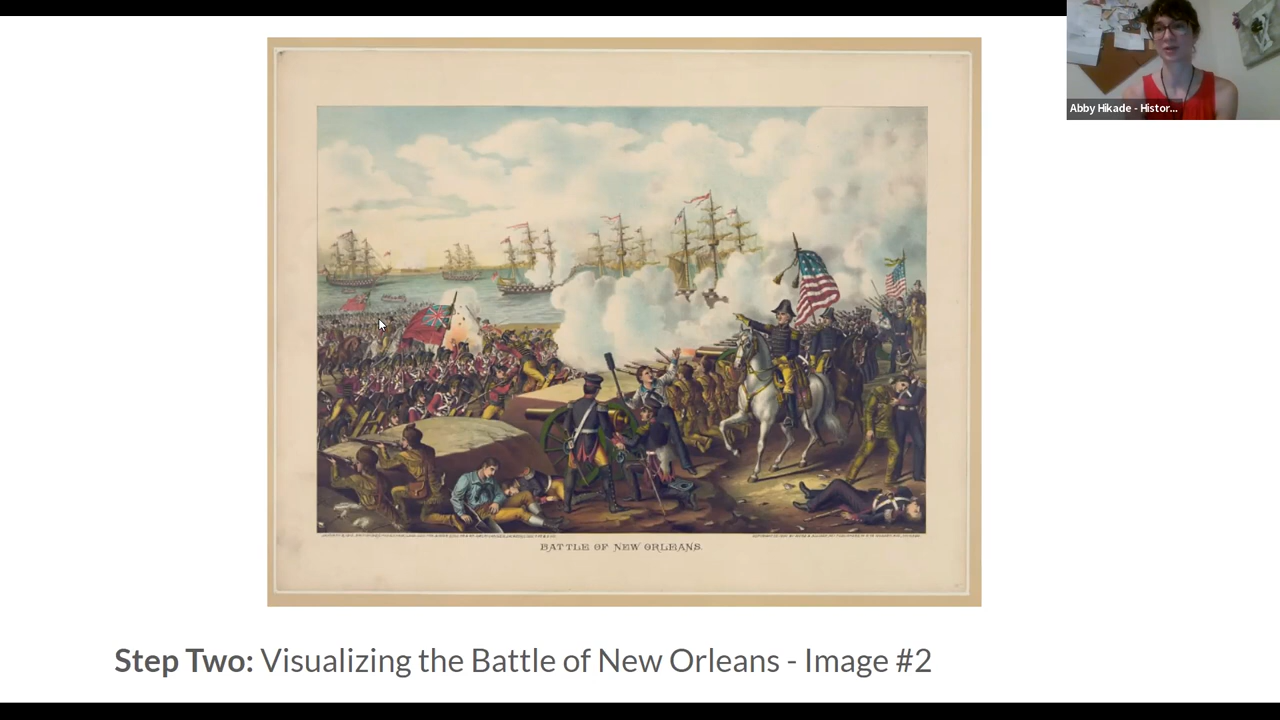 Abby Hikade - Histor...
BATTLE OF NEW ORLEANS.
Step Two: Visualizing the Battle of New Orleans - Image #2